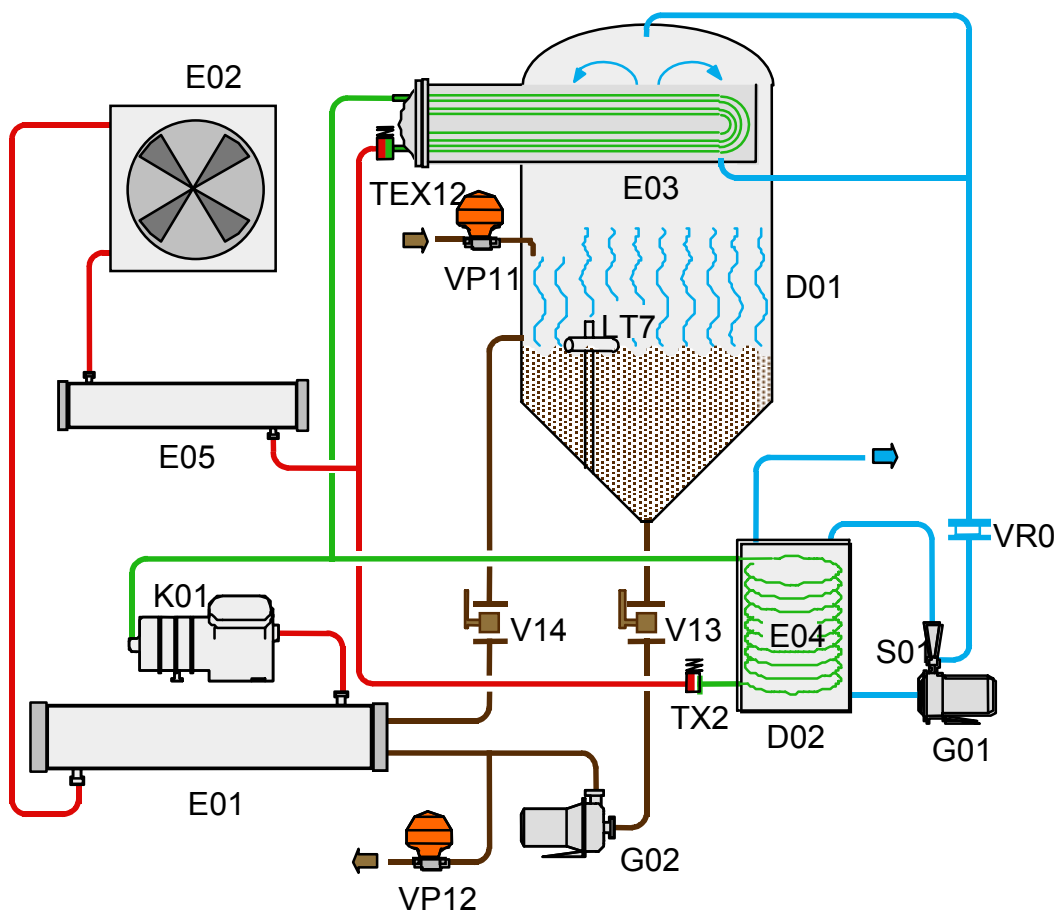 E02
TEX12
E03
VP11
D01
LT7
E05
VR0
K01
V14
V13
E04
S01
TX2
D02
G01
E01
G02
VP12